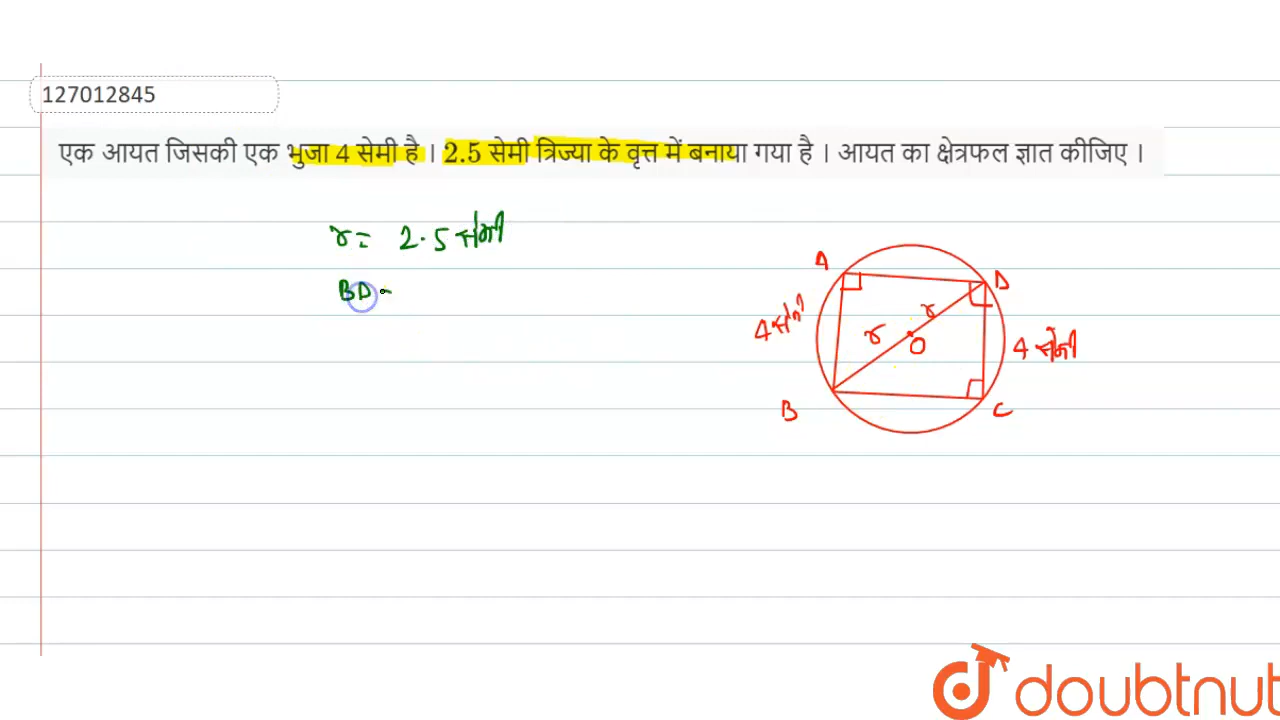 127012845
एक आयत जिसकी एक भुजा 4 सेमी है । 2.5 सेमी त्रिज्या के वृत्त में बनाया गया है । आयत का क्षेत्रफल ज्ञात कीजिए ।
r = 2.5 सेमी
BD =
A
D
4 सेमी
r
r
O
4 सेमी
B
C
doubtnut